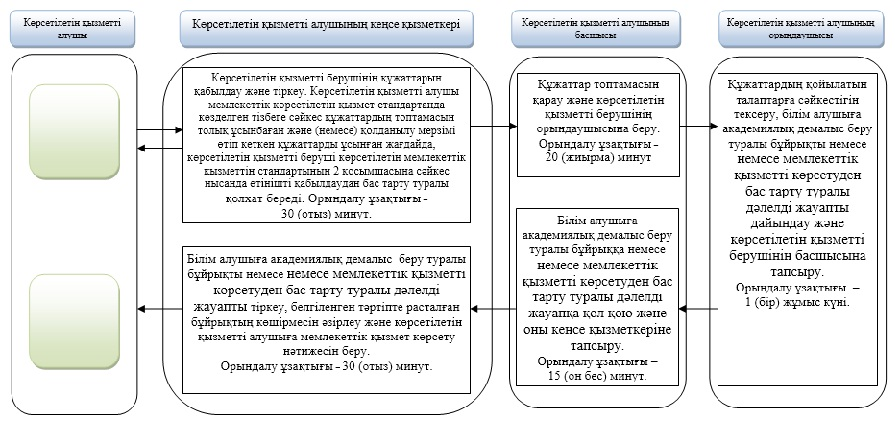 Көрсетілетін қызметті
алушы
Көрсетілетін қызметті алушының кеңсе қызметкері
Көрсетілетін қызметті алушының
басшысы
Көрсетілетін қызметті алушының
орындаушысы
Көрсетілетін қызметті берушінің құжаттарын
қабылдау және тіркеу. Көрсетілетін қызметті алушы
мемлекеттік көрсетілетін қызмет стандартында
көзделген тізбеге сәйкес құжаттардың топтамасын
толық ұсынбаған және (немесе) қолданылу мерзімі
өтіп кеткен құжаттарды ұсынған жағдайда,
көрсетілетін қызметті беруші көрсетілетін мемлекеттік
қызметтің стандартының 2 қосымшасына сәйкес
нысанда өтінішті қабылдаудан бас тарту туралы
қолхат береді. Орындалу ұзақтығы -
30 (отыз) минут.
Құжаттар топтамасын
қарау және көрсетілетін
қызметті берушінің
орындаушысына беру.
Орындалу ұзақтығы -
20 (жиырма) минут
Құжаттардың қойылатын
талаптарға сәйкестігін
тексеру, білім алушыға
академиялық демалыс беру
туралы бұйрықты немесе
немесе мемлекеттік
қызметті көрсетуден
бас тарту туралы
дәлелді жауапты
дайындау және
көрсетілетін қызметті
берушінің басшысына
тапсыру.
Орындалу ұзақтығы –
1 (бір) жұмыс күні.
Білім алушыға
академиялық демалыс беру
туралы бұйрыққа немесе
немесе мемлекеттік
қызметті көрсетуден бас
тарту туралы дәлелді
жауапқа қол қою және
оны кеңсе қызметкеріне
тапсыру.
Орындалу ұзақтығы –
15 (он бес) минут.
Білім алушыға академиялық демалыс беру туралы
бұйрықты немесе немесе мемлекеттік қызметті
көрсетуден бас тарту туралы дәлелді
жауапты тіркеу, белгіленген тәртіпте расталған
бұйрықтың көшірмесін әзірлеу және көрсетілетін
қызметті алушыға мемлекеттік қызмет көрсету
нәтижесін беру.
Орындалу ұзақтығы - 30 (отыз) минут.